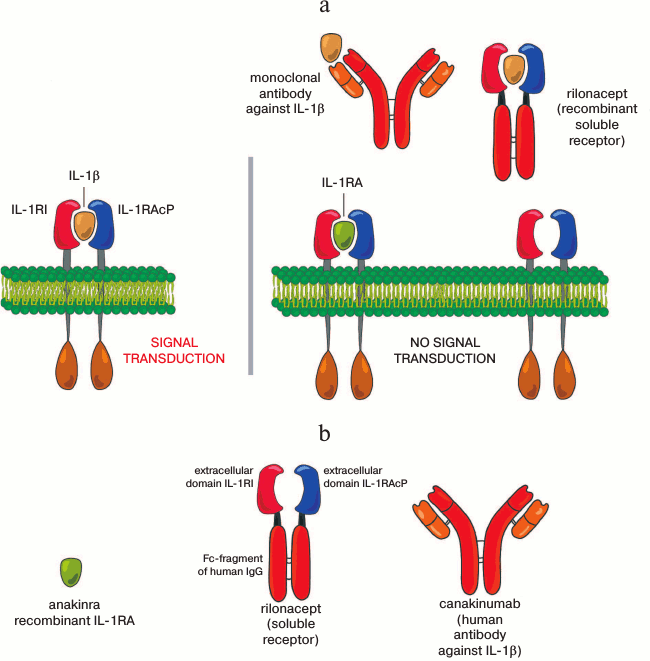 a
monoclonal
antibody
against IL-1β
rilonacept
(recombinant
soluble
receptor)
IL-1β
IL-1RI
IL-1RAcP
IL-1RA
SIGNAL
TRANSDUCTION
NO SIGNAL
TRANSDUCTION
b
extracellular
domain IL-1RI
extracellular
domain IL-1RAcP
Fc-fragment
of human IgG
anakinra
recombinant IL-1RA
rilonacept
(soluble
receptor)
canakinumab
(human
antibody
against IL-1β)